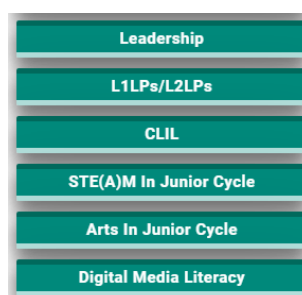 Leadership
L1LPs/L2LPs
CLIL
STE(A)M In Junior Cycle
Arts In Junior Cycle
Digital Media Literacy